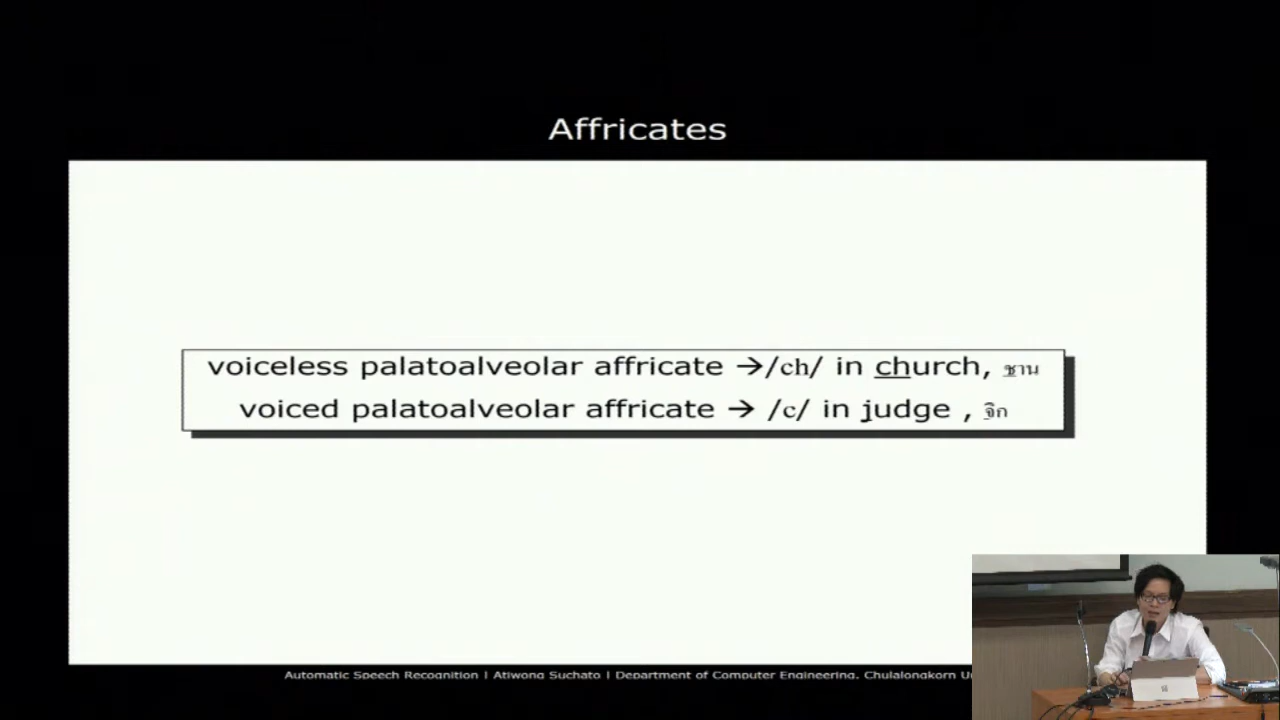 Affricates
voiceless palatoalveolar affricate →/ch/ in church, ชาน
voiced palatoalveolar affricate → /c/ in judge , จิก
Automatic Speech Recognition | Atiwong Suchato | Department of Computer Engineering, Chulalongkorn